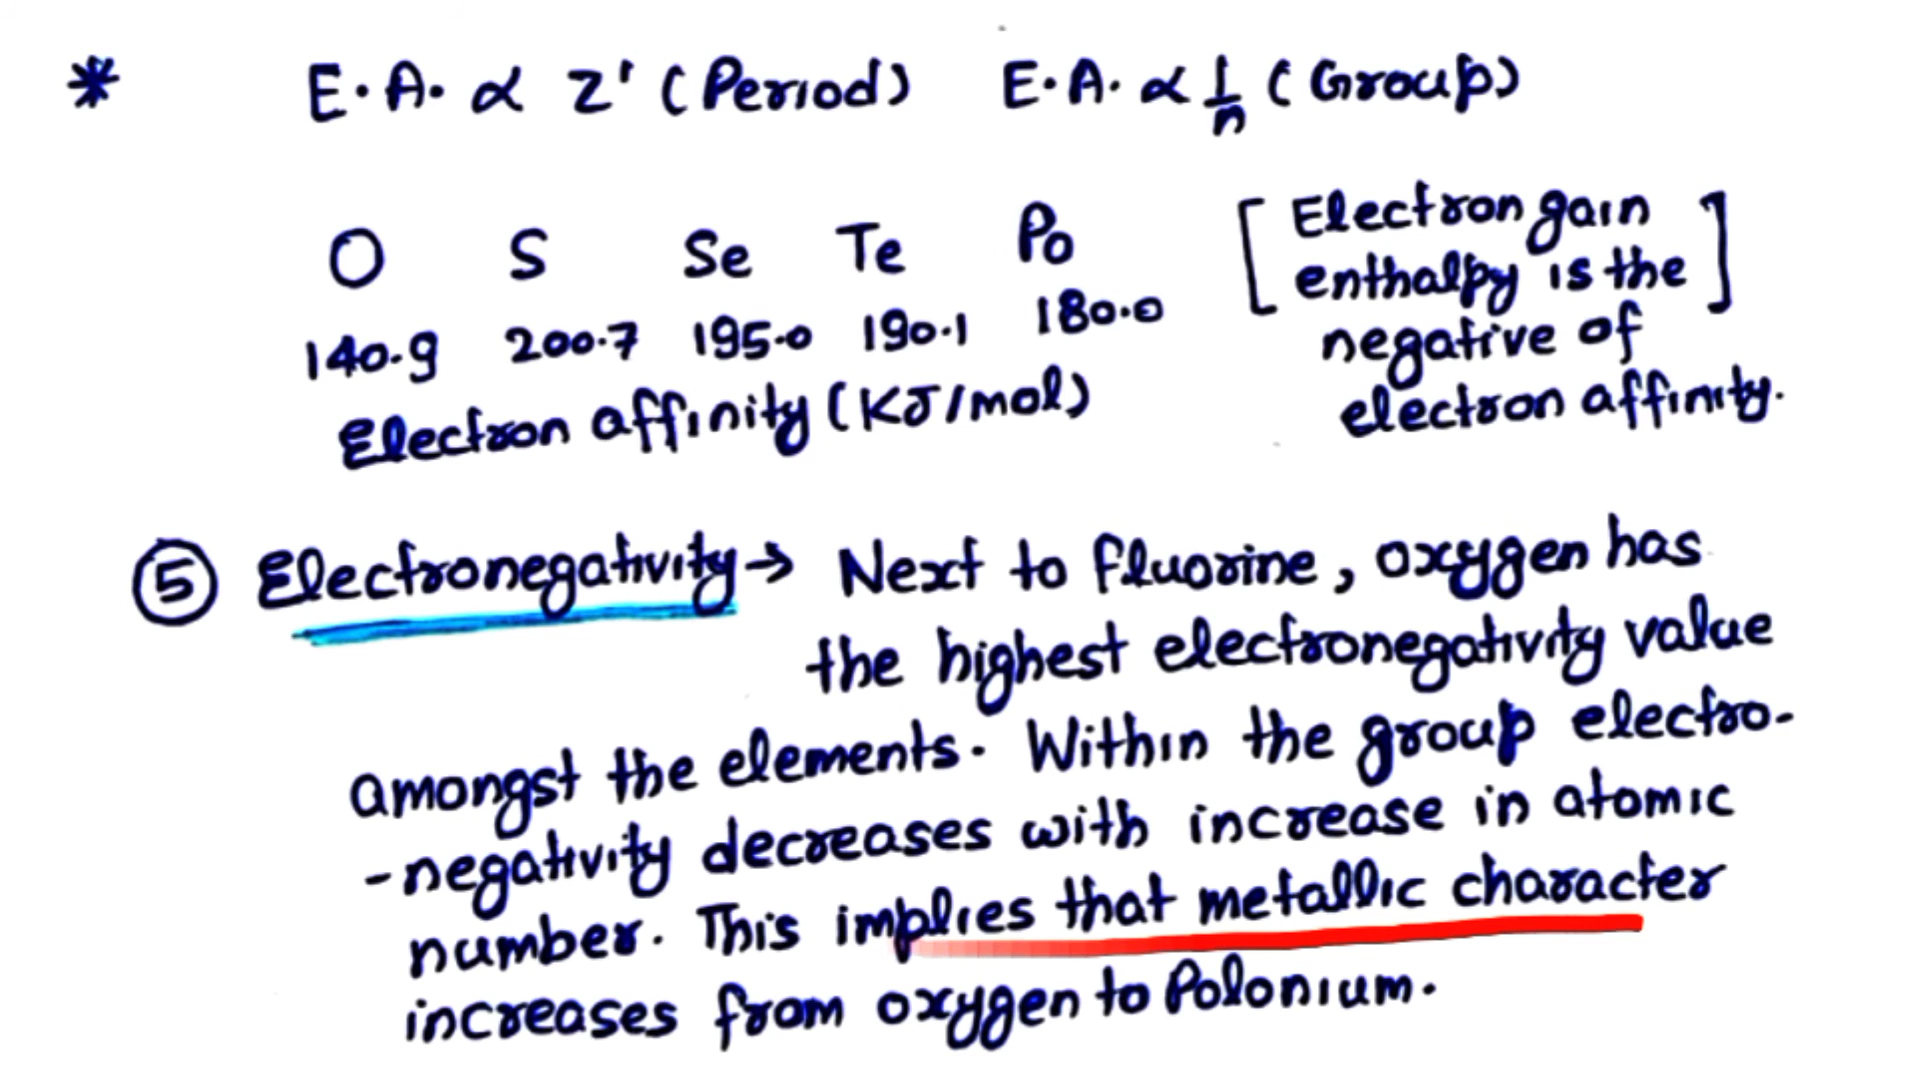 * E.A. ∝ Z' (Period) E.A. ∝ 1/n (Group)
O S Se Te Po
140.9 200.7 195.0 190.1 180.0
Electron affinity (KJ/mol)
[Electron gain
enthalpy is the]
negative of
electron affinity.
⑤ Electronegativity → Next to fluorine, oxygen has
the highest electronegativity value
amongst the elements. Within the group electro-
-negativity decreases with increase in atomic
number. This implies that metallic character
increases from oxygen to Polonium.